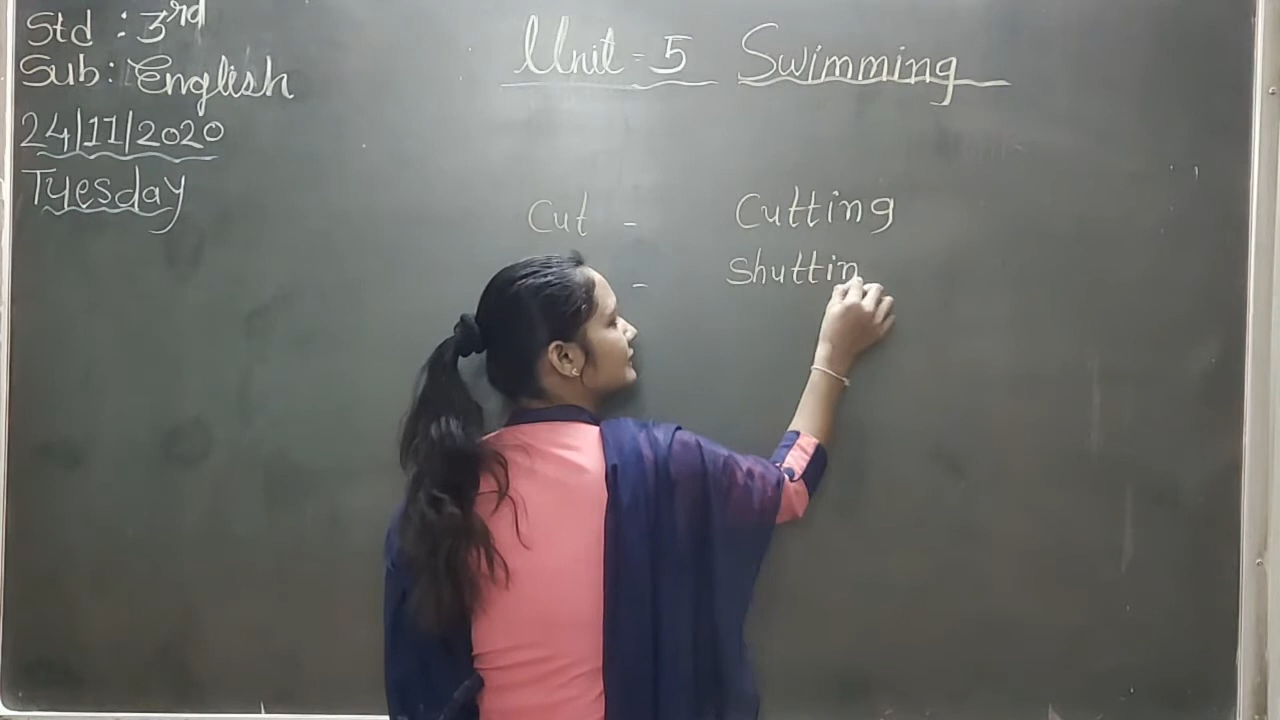 Std : 3rd
Sub: English
24/11/2020
Tuesday
Unit - 5 Swimming
Cut - Cutting
- Shuttin